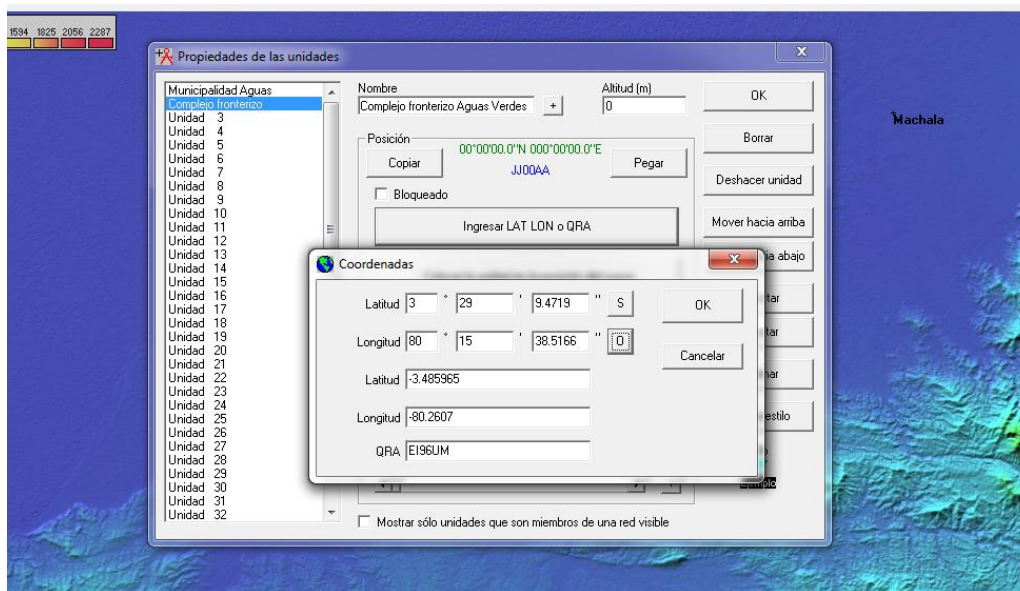 1594 1825 2056 2287
Propiedades de las unidades
Municipalidad Aguas
Complejo fronterizo
Unidad 3
Unidad 4
Unidad 5
Unidad 6
Unidad 7
Unidad 8
Unidad 9
Unidad 10
Unidad 11
Unidad 12
Unidad 13
Unidad 14
Unidad 15
Unidad 16
Unidad 17
Unidad 18
Unidad 19
Unidad 20
Unidad 21
Unidad 22
Unidad 23
Unidad 24
Unidad 25
Unidad 26
Unidad 27
Unidad 28
Unidad 29
Unidad 30
Unidad 31
Unidad 32
Nombre
Complejo fronterizo Aguas Verdes +
Altitud (m)
0
Posición
00°00'00.0"N 000°00'00.0"E
JJ00AA
Copiar
Pegar
Bloqueado
Ingresar LAT LON o QRA
OK
Borrar
Deshacer unidad
Mover hacia arriba
ia abajo
tar
tar
nar
estilo
Ejemplo
Mostrar sólo unidades que son miembros de una red visible
Coordenadas
Latitud 3 ° 29 ' 9.4719 " S
Longitud 80 ° 15 ' 38.5166 " O
Latitud -3.485965
Longitud -80.2607
QRA EI96UM
OK
Cancelar
Machala